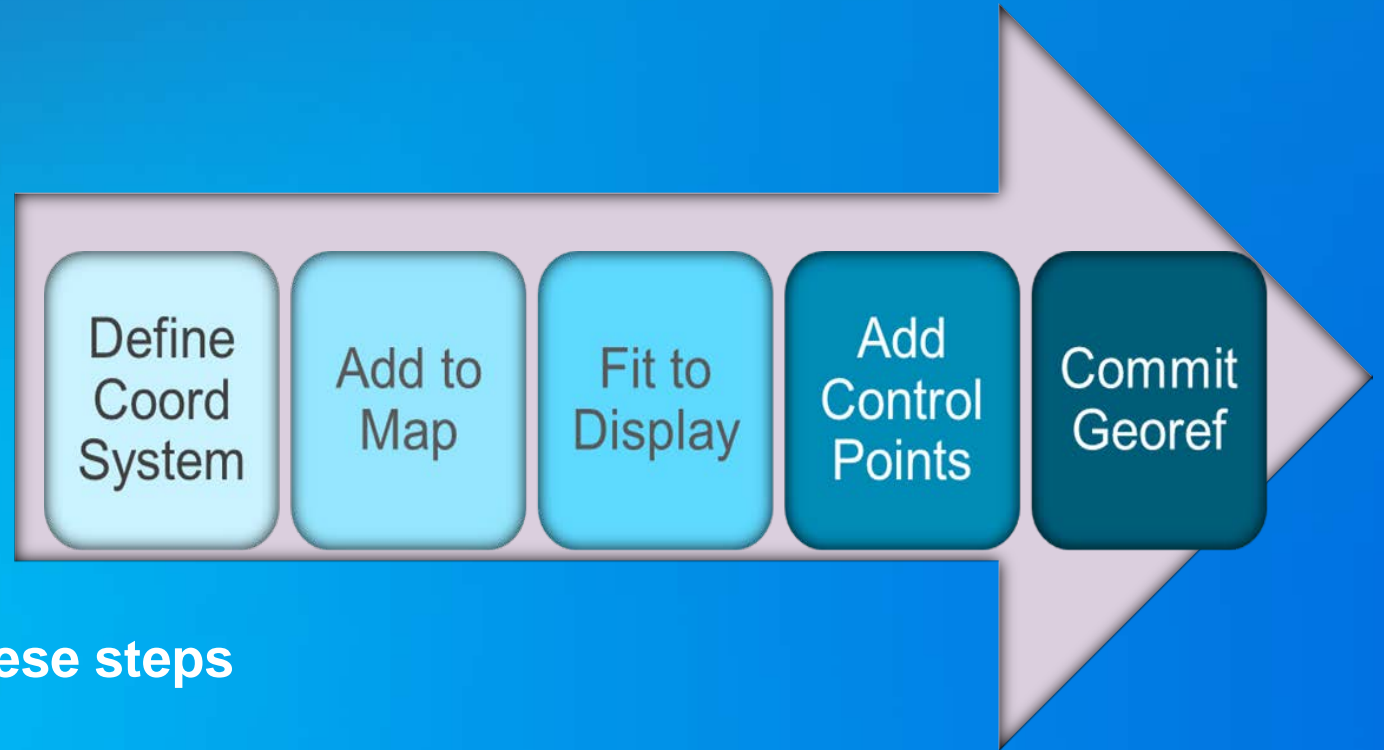 Define
Coord
System
Add to
Map
Fit to
Display
Add
Control
Points
Commit
Georef
ese steps